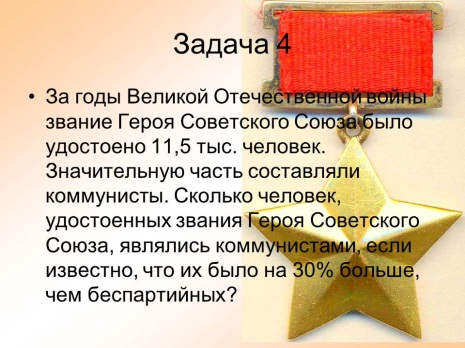 Задача 4
• За годы Великой Отечественной войны
звание Героя Советского Союза было
удостоено 11,5 тыс. человек.
Значительную часть составляли
коммунисты. Сколько человек,
удостоенных звания Героя Советского
Союза, являлись коммунистами, если
известно, что их было на 30% больше,
чем беспартийных?